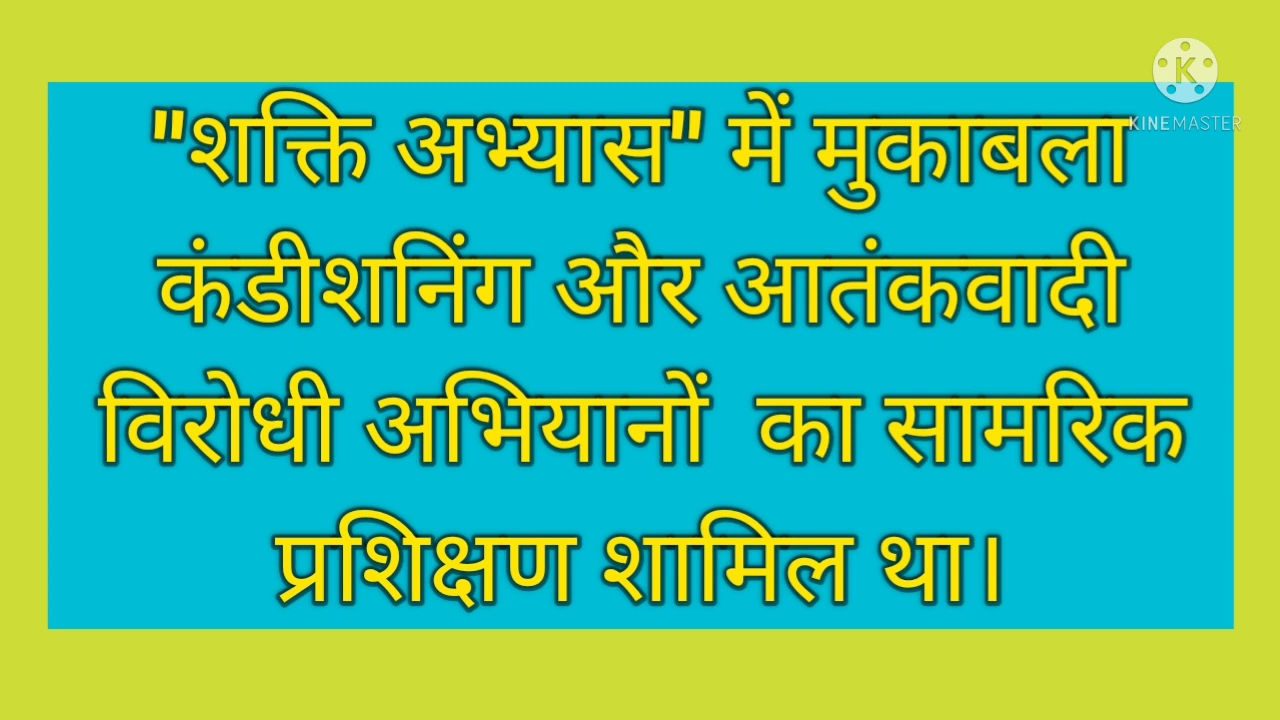 "शक्ति अभ्यास" में मुकाबला
कंडीशनिंग और आतंकवादी
विरोधी अभियानों  का सामरिक
प्रशिक्षण शामिल था।
K
KINEMASTER